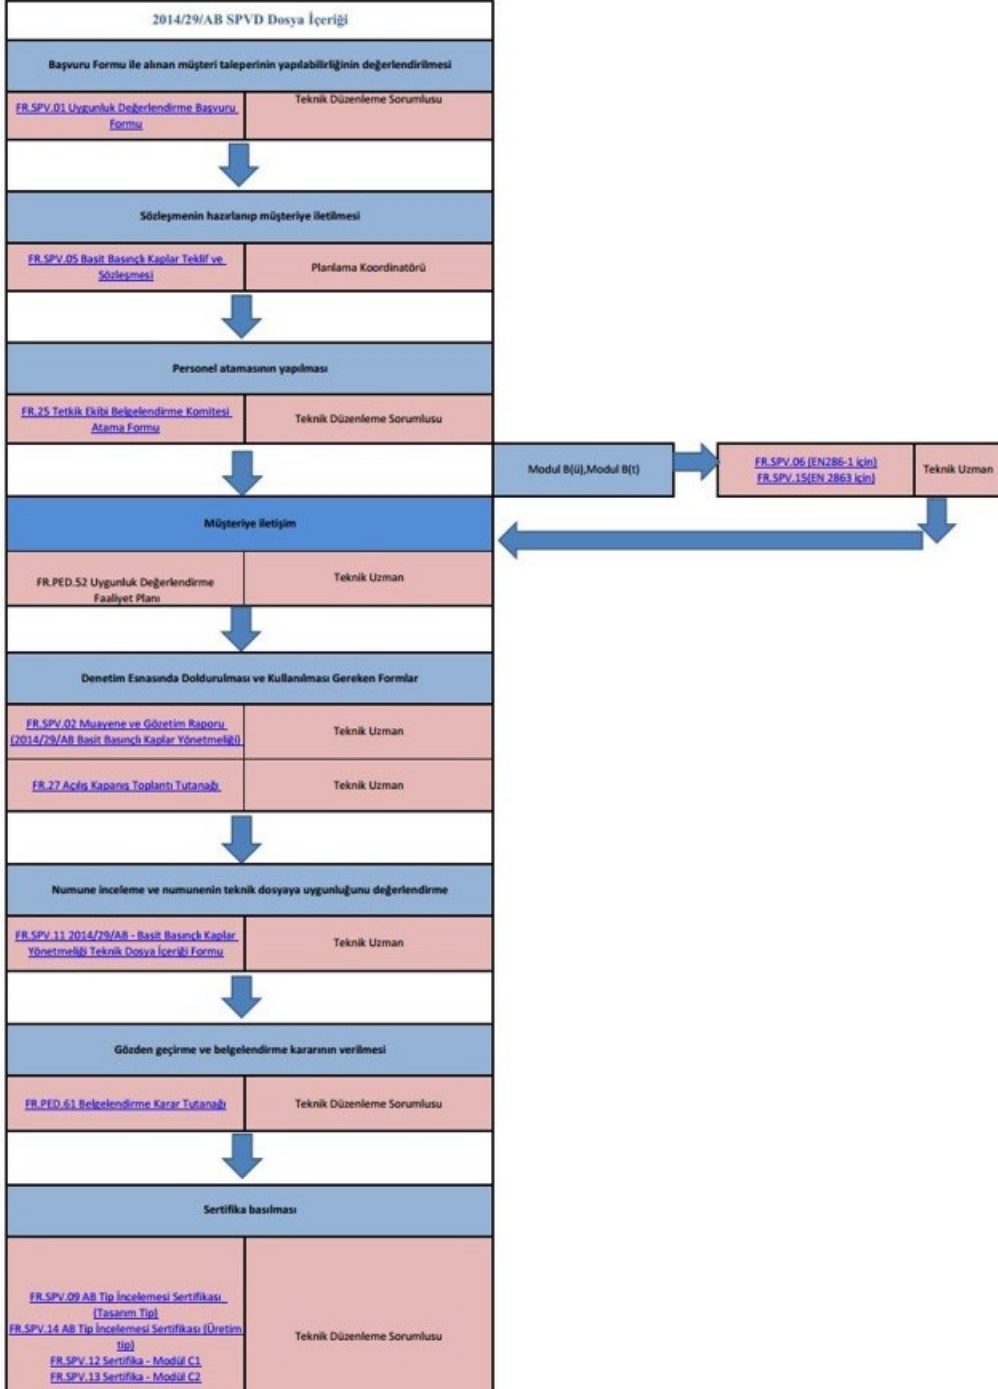 2014/29/AB SPVD Dosya İçeriği
Başvuru Formu ile alınan müşteri taleperinin yapılabilirliğinin değerlendirilmesi
FR.SPV.01 Uygunluk Değerlendirme Başvuru
Formu
Teknik Düzenleme Sorumlusu
Sözleşmenin hazırlanıp müşteriye iletilmesi
FR.SPV.05 Basit Basınçlı Kaplar Teklif ve
Sözleşmesi
Planlama Koordinatörü
Personel atamasının yapılması
FR.25 Tetkik Ekibi Belgelendirme Komitesi
Atama Formu
Teknik Düzenleme Sorumlusu
Modul B(ü),Modul B(t)
FR.SPV.06 (EN286-1 için)
FR.SPV.15(EN 2863 için)
Teknik Uzman
Müşteriye iletişim
FR.PED.52 Uygunluk Değerlendirme
Faaliyet Planı
Teknik Uzman
Denetim Esnasında Doldurulması ve Kullanılması Gereken Formlar
FR.SPV.02 Muayene ve Gözetim Raporu
(2014/29/AB Basit Basınçlı Kaplar Yönetmeliği)
Teknik Uzman
FR.27 Açılış Kapanış Toplantı Tutanağı
Teknik Uzman
Numune inceleme ve numunenin teknik dosyaya uygunluğunu değerlendirme
FR.SPV.11 2014/29/AB - Basit Basınçlı Kaplar
Yönetmeliği Teknik Dosya İçeriği Formu
Teknik Uzman
Gözden geçirme ve belgelendirme kararının verilmesi
FR.PED.61 Belgelendirme Karar Tutanağı
Teknik Düzenleme Sorumlusu
Sertifika basılması
FR.SPV.09 AB Tip İncelemesi Sertifikası
(Tasarım Tip)
FR.SPV.14 AB Tip İncelemesi Sertifikası (Üretim
tip)
FR.SPV.12 Sertifika - Modül C1
FR.SPV.13 Sertifika - Modül C2
Teknik Düzenleme Sorumlusu